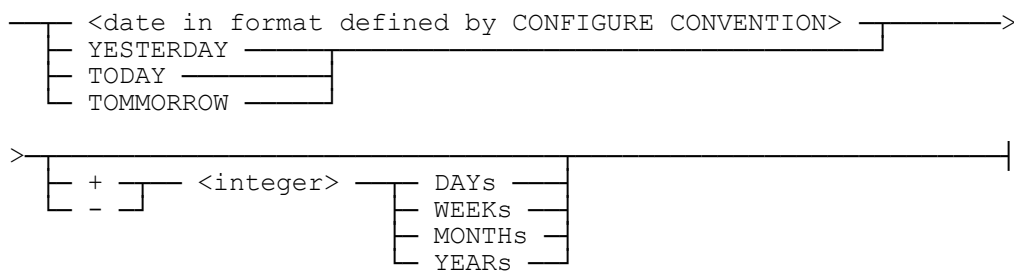 <date in format defined by CONFIGURE CONVENTION>
YESTERDAY
TODAY
TOMMORROW
+ <integer> DAYs
- WEEKs
MONTHs
YEARs